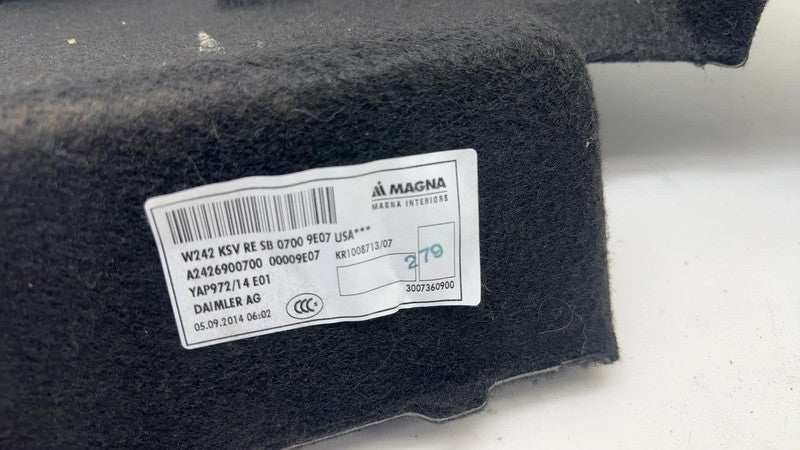 MAGNA
MAGNA INTERIORS
W242 KSV RE SB 0700 9E07 USA***
A2426900700 00009E07
KR1008713/07
YAP972/14 E01
279
DAIMLER AG
CCC S
3007360900
05.09.2014 06:02